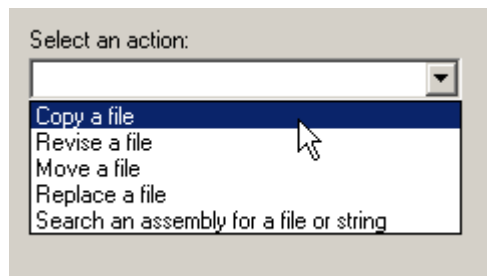 Select an action:
Copy a file
Revise a file
Move a file
Replace a file
Search an assembly for a file or string